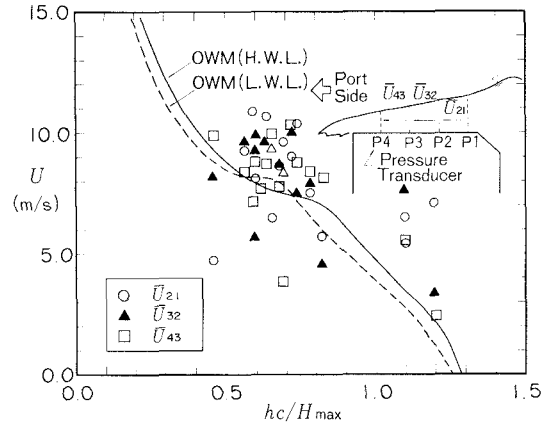 15.0
OWM(H.W.L.)
OWM(L.W.L.)
Port
Side
Ū43 Ū32
Ū21
P4 P3 P2 P1
Pressure
Transducer
10.0
U
(m/s)
5.0
Ū21
Ū32
Ū43
0.0
0.0 0.5 1.0 1.5
hc/Hmax